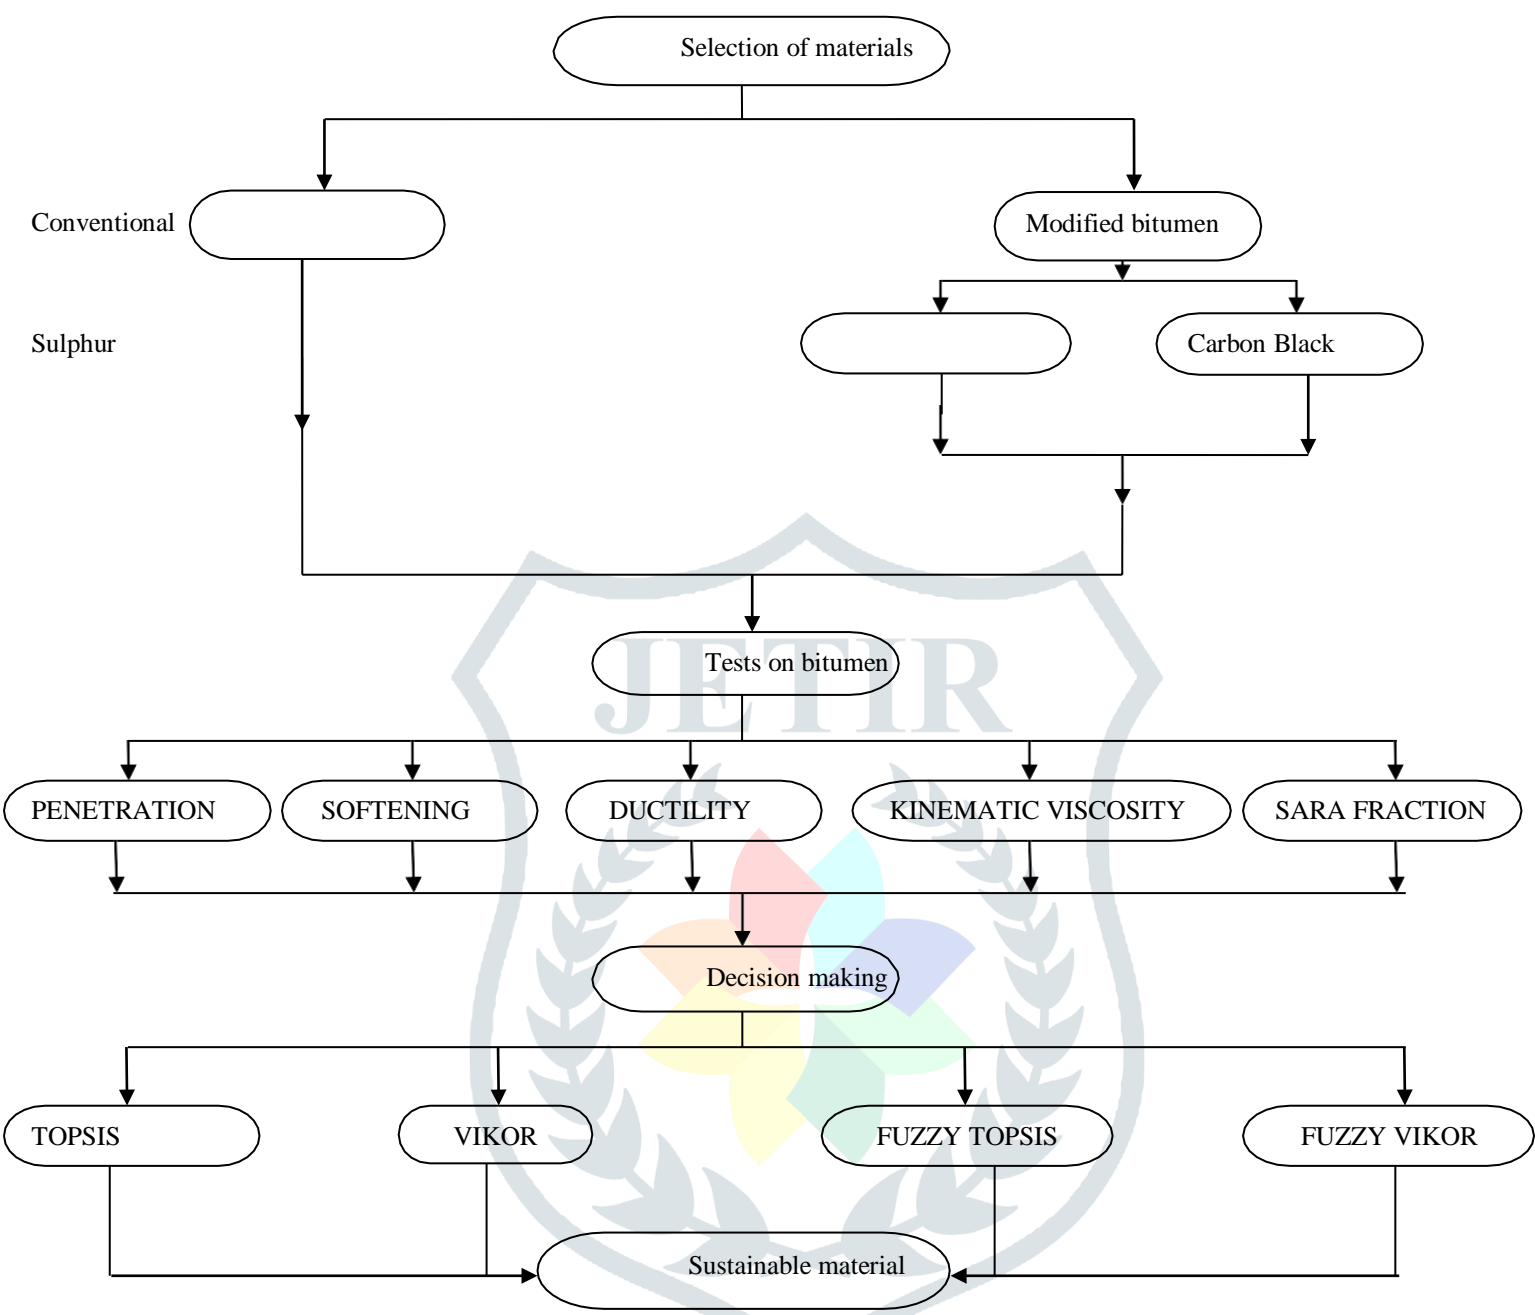 Selection of materials
Conventional
Modified bitumen
Sulphur
Carbon Black
JETIR
Tests on bitumen
PENETRATION
SOFTENING
DUCTILITY
KINEMATIC VISCOSITY
SARA FRACTION
Decision making
TOPSIS
VIKOR
FUZZY TOPSIS
FUZZY VIKOR
Sustainable material